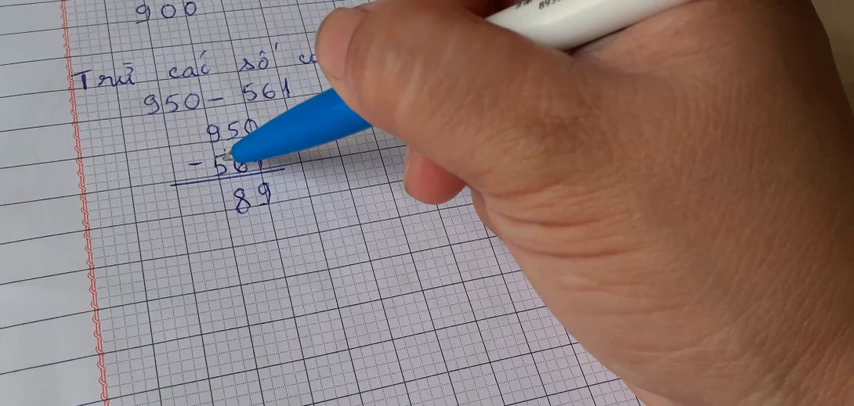 900
Trừ các số c
950 - 561
950
- 561
89